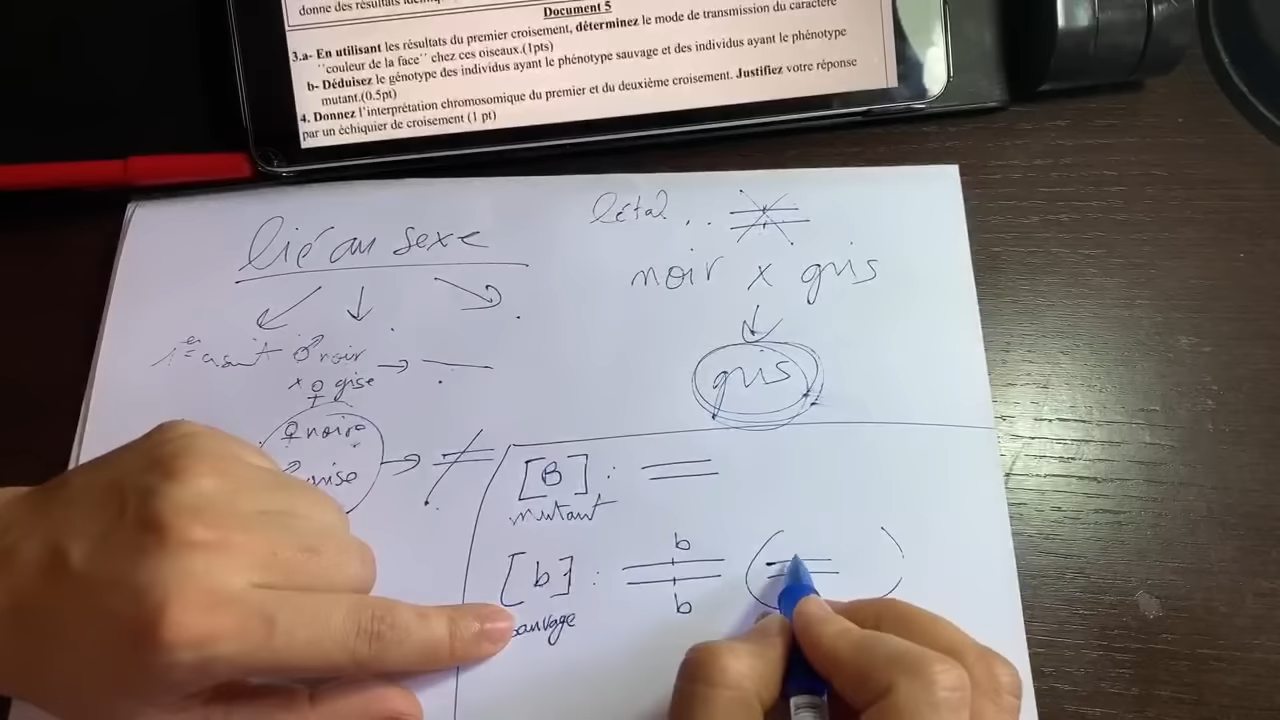 donne des résultats
Document 5
3.a- En utilisant les résultats du premier croisement, déterminez le mode de transmission du caractère
''couleur de la face'' chez ces oiseaux.(1pts)
b- Déduisez le génotype des individus ayant le phénotype sauvage et des individus ayant le phénotype
mutant.(0.5pt)
4. Donnez l'interprétation chromosomique du premier et du deuxième croisement. Justifiez votre réponse
par un échiquier de croisement (1 pt)
lié au sexe
létal ..
noir x gris
gris
♂ noir
x ♀ grise
♀ noire
[B] :
mutant
b
[b] :
b
sauvage